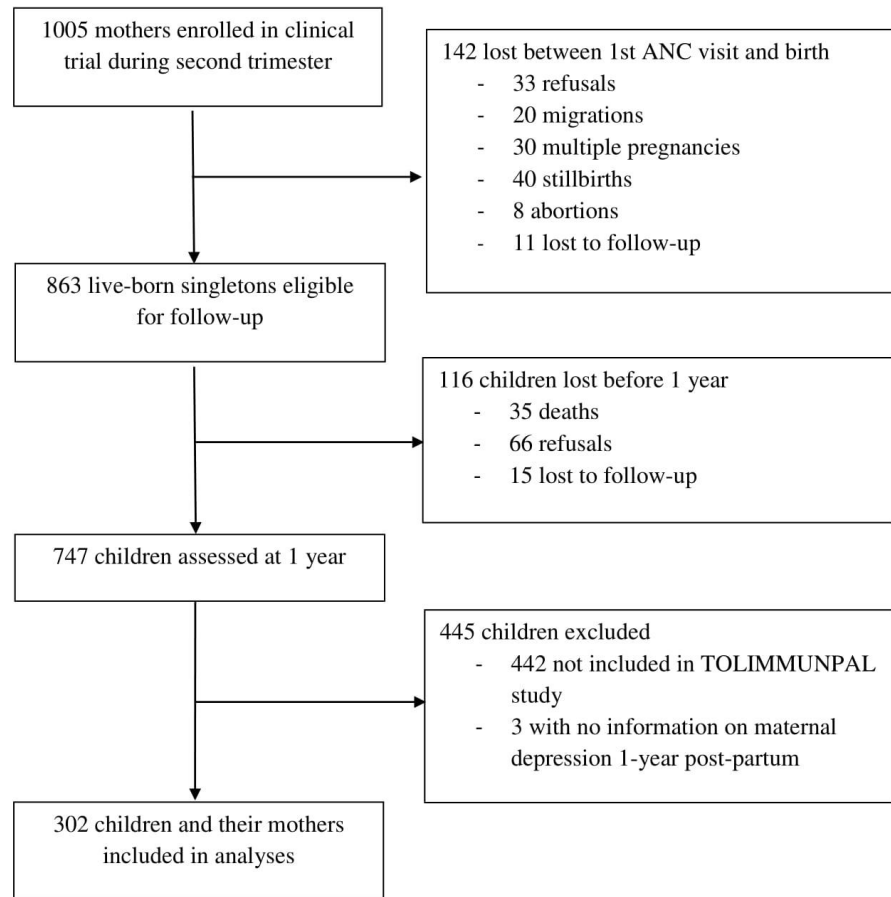 1005 mothers enrolled in clinical
trial during second trimester
142 lost between 1st ANC visit and birth
- 33 refusals
- 20 migrations
- 30 multiple pregnancies
- 40 stillbirths
- 8 abortions
- 11 lost to follow-up
863 live-born singletons eligible
for follow-up
116 children lost before 1 year
- 35 deaths
- 66 refusals
- 15 lost to follow-up
747 children assessed at 1 year
445 children excluded
- 442 not included in TOLIMMUNPAL
study
- 3 with no information on maternal
depression 1-year post-partum
302 children and their mothers
included in analyses